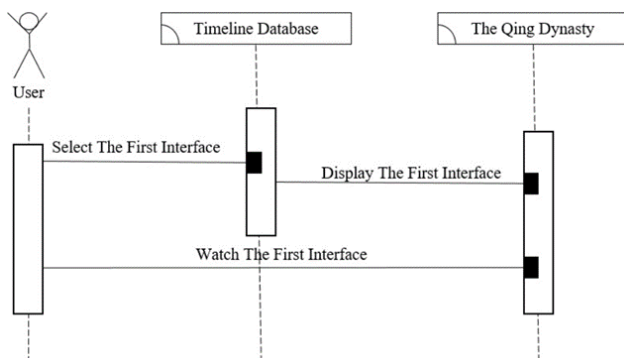 Timeline Database
The Qing Dynasty
User
Select The First Interface
Display The First Interface
Watch The First Interface